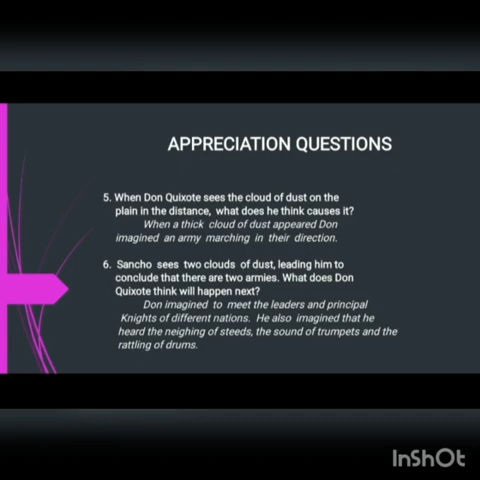 APPRECIATION QUESTIONS
5. When Don Quixote sees the cloud of dust on the
plain in the distance, what does he think causes it?
When a thick cloud of dust appeared Don
imagined an army marching in their direction.
6. Sancho sees two clouds of dust, leading him to
conclude that there are two armies. What does Don
Quixote think will happen next?
Don imagined to meet the leaders and principal
Knights of different nations. He also imagined that he
heard the neighing of steeds, the sound of trumpets and the
rattling of drums.
InShOt